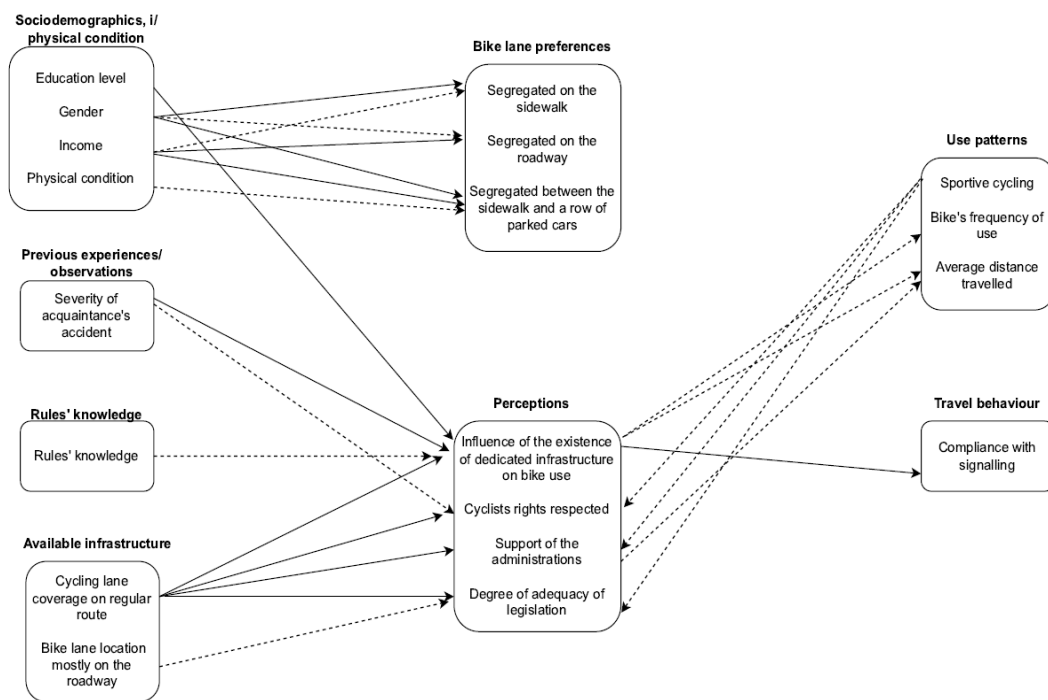 Sociodemographics, i/
physical condition
Education level
Gender
Income
Physical condition
Bike lane preferences
Segregated on the
sidewalk
Segregated on the
roadway
Segregated between the
sidewalk and a row of
parked cars
Use patterns
Sportive cycling
Bike's frequency of
use
Average distance
travelled
Previous experiences/
observations
Severity of
acquaintance's
accident
Rules' knowledge
Rules' knowledge
Perceptions
Influence of the existence
of dedicated infrastructure
on bike use
Cyclists rights respected
Support of the
administrations
Degree of adequacy of
legislation
Travel behaviour
Compliance with
signalling
Available infrastructure
Cycling lane
coverage on regular
route
Bike lane location
mostly on the
roadway